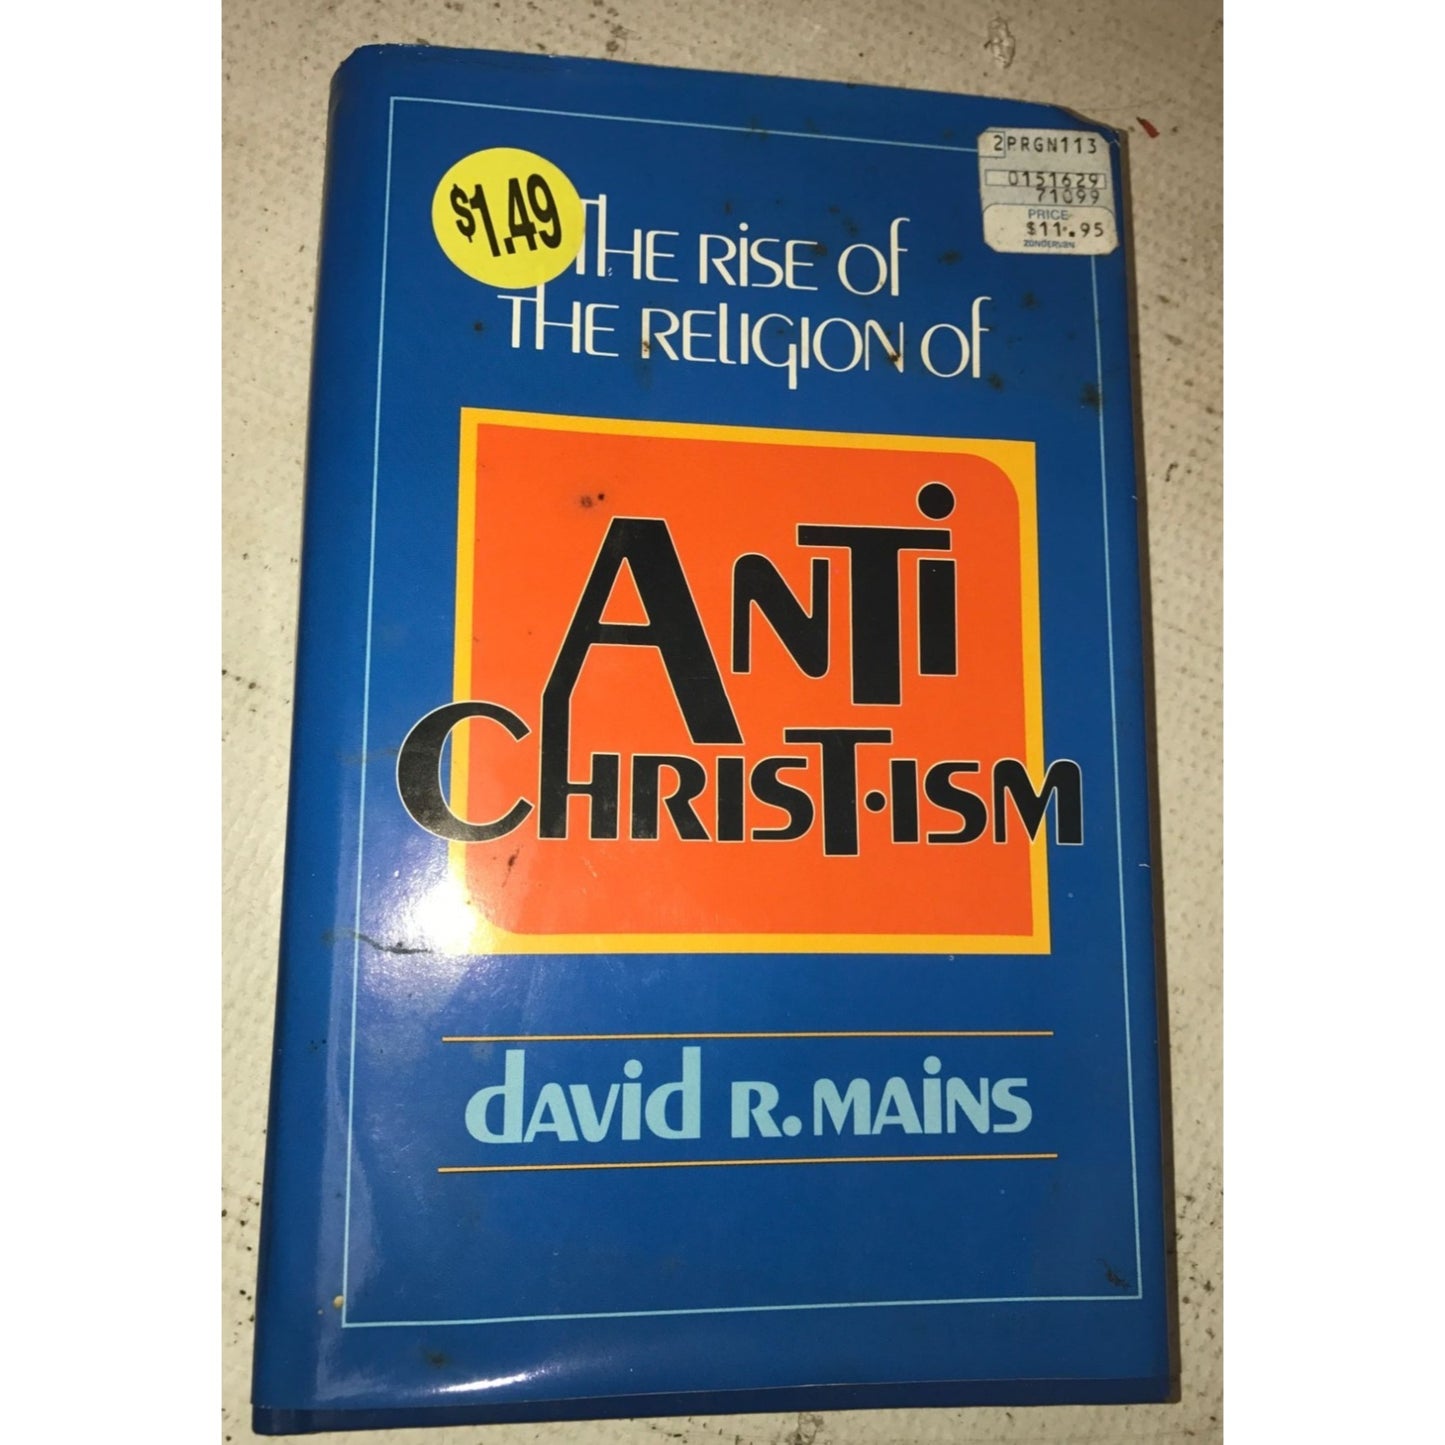 2PRGN113
0151629
71099
PRICE
$11.95
ZONDERVAN
$1.49
THE RISE of
THE RELIGION of
ANTI
CHRIST·ISM
david R. MAINS